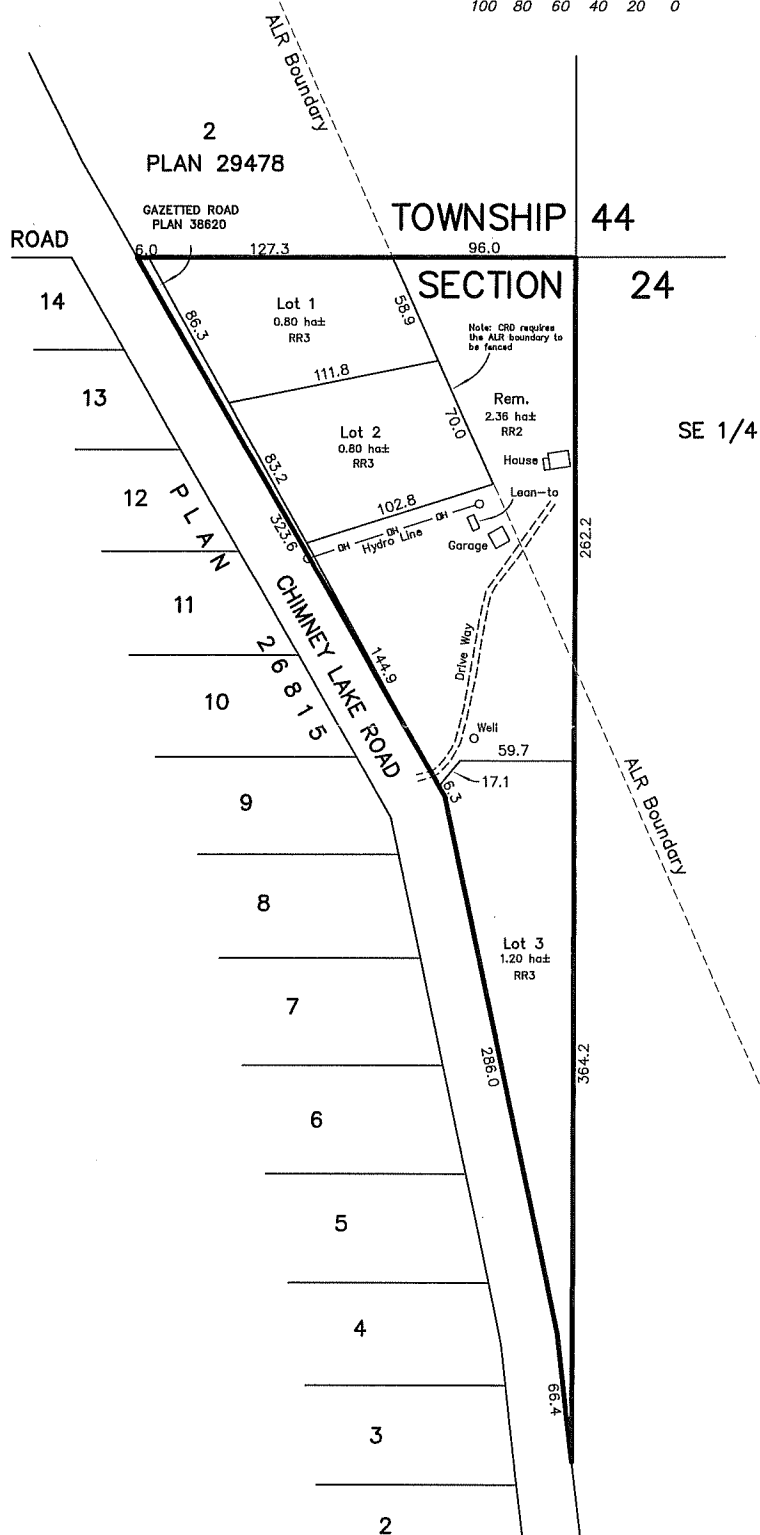 100 80 60 40 20 0
ALR Boundary
2
PLAN 29478
GAZETTED ROAD
PLAN 38620
TOWNSHIP 44
ROAD
6.0
127.3
96.0
SECTION 24
14
86.3
Lot 1
0.80 ha±
RR3
58.9
Note: CRD requires
the ALR boundary to
be fenced
111.8
13
Rem.
2.36 ha±
RR2
70.0
Lot 2
0.80 ha±
RR3
SE 1/4
83.2
House
12
PLAN
102.8
Lean-to
323.6
OH OH OH
Hydro Line
Garage
262.2
11
CHIMNEY LAKE ROAD
26815
144.9
Drive Way
10
Well
59.7
6.3
17.1
ALR Boundary
9
8
Lot 3
1.20 ha±
RR3
7
286.0
364.2
6
5
4
66.4
3
2